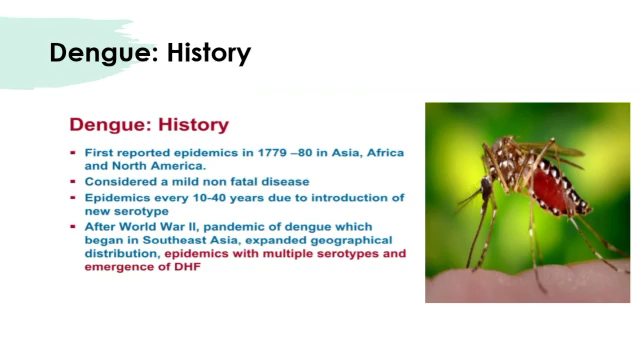 Dengue: History
Dengue: History
First reported epidemics in 1779 –80 in Asia, Africa
and North America.
Considered a mild non fatal disease
Epidemics every 10-40 years due to introduction of
new serotype
After World War II, pandemic of dengue which
began in Southeast Asia, expanded geographical
distribution, epidemics with multiple serotypes and
emergence of DHF